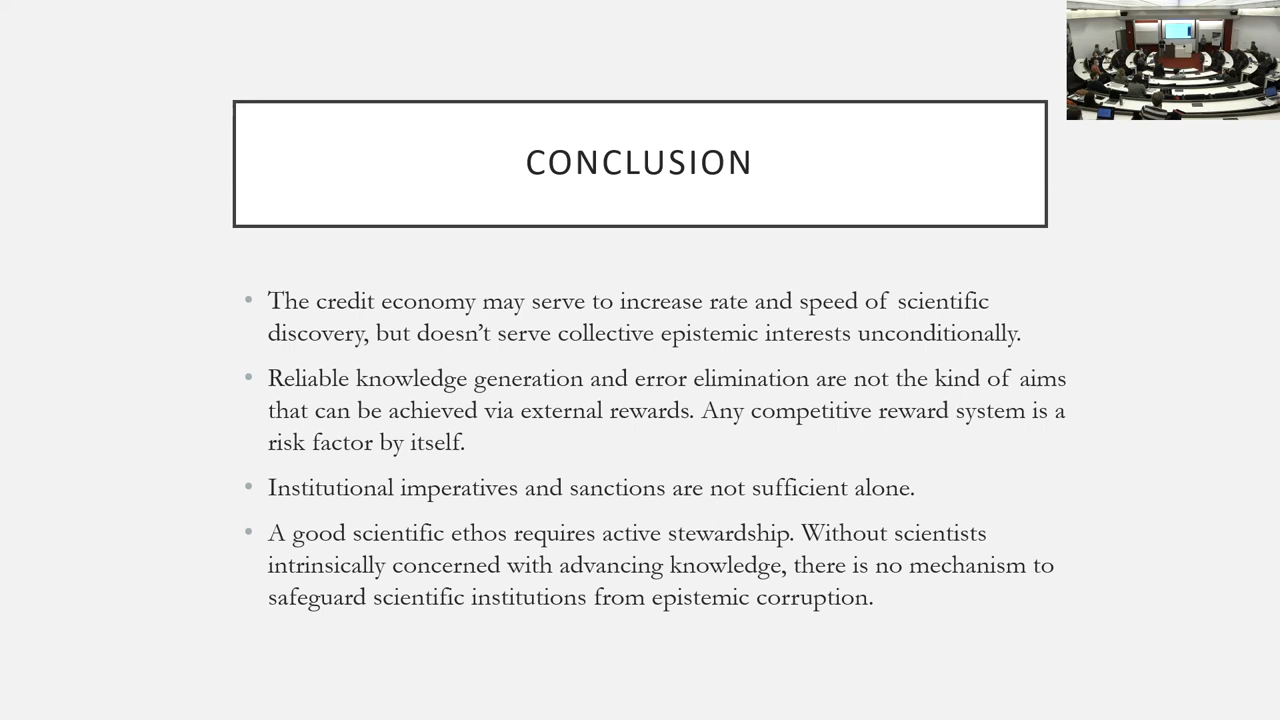 CONCLUSION
• The credit economy may serve to increase rate and speed of scientific
discovery, but doesn’t serve collective epistemic interests unconditionally.
• Reliable knowledge generation and error elimination are not the kind of aims
that can be achieved via external rewards. Any competitive reward system is a
risk factor by itself.
• Institutional imperatives and sanctions are not sufficient alone.
• A good scientific ethos requires active stewardship. Without scientists
intrinsically concerned with advancing knowledge, there is no mechanism to
safeguard scientific institutions from epistemic corruption.